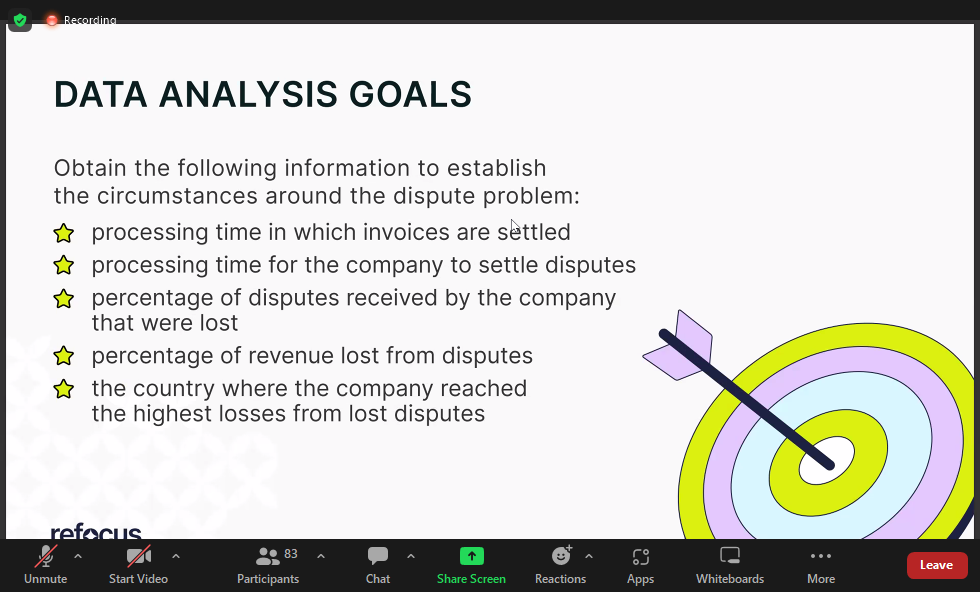 Recording
DATA ANALYSIS GOALS
Obtain the following information to establish
the circumstances around the dispute problem:
processing time in which invoices are settled
processing time for the company to settle disputes
percentage of disputes received by the company
that were lost
percentage of revenue lost from disputes
the country where the company reached
the highest losses from lost disputes
refocus
83
Unmute
Start Video
Participants
Chat
Share Screen
Reactions
Apps
Whiteboards
More
Leave